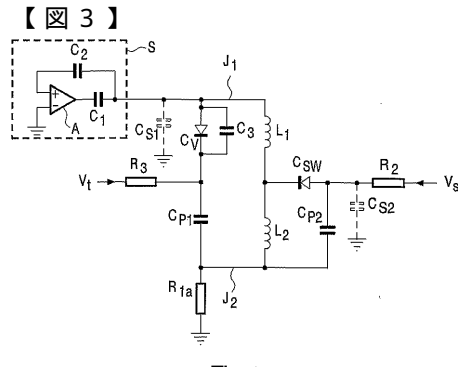 【図3】
C2
S
J1
+
-
C1
A
CS1
CV
C3
L1
Vt
R3
CSW
R2
Vs
CP1
L2
CP2
CS2
R1a
J2